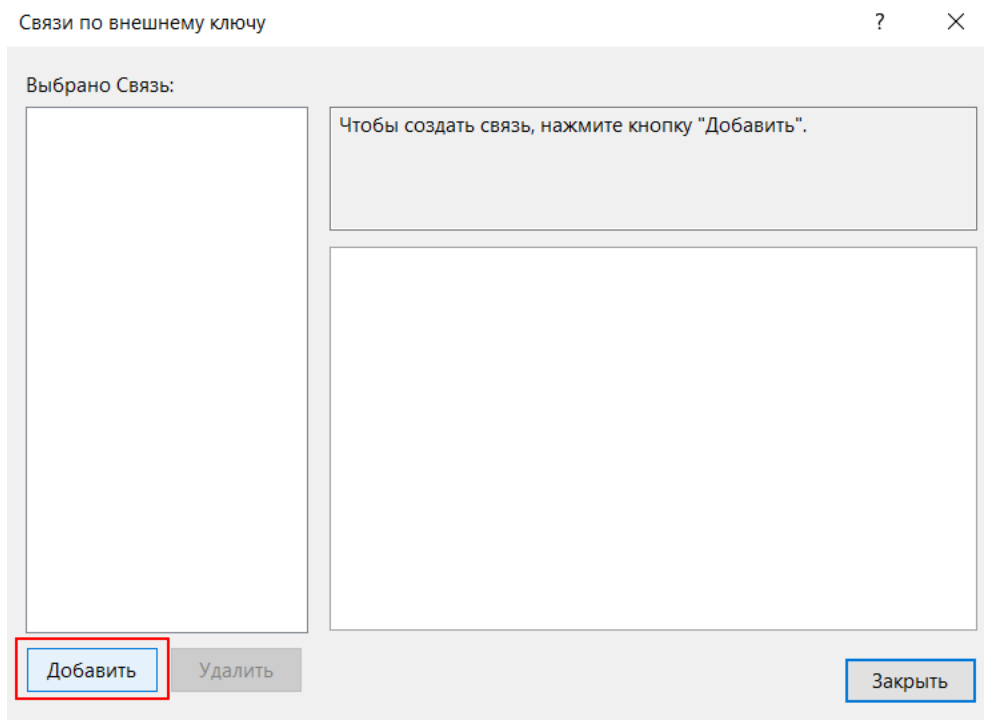 Связи по внешнему ключу
?
Выбрано Связь:
Чтобы создать связь, нажмите кнопку "Добавить".
Добавить
Удалить
Закрыть